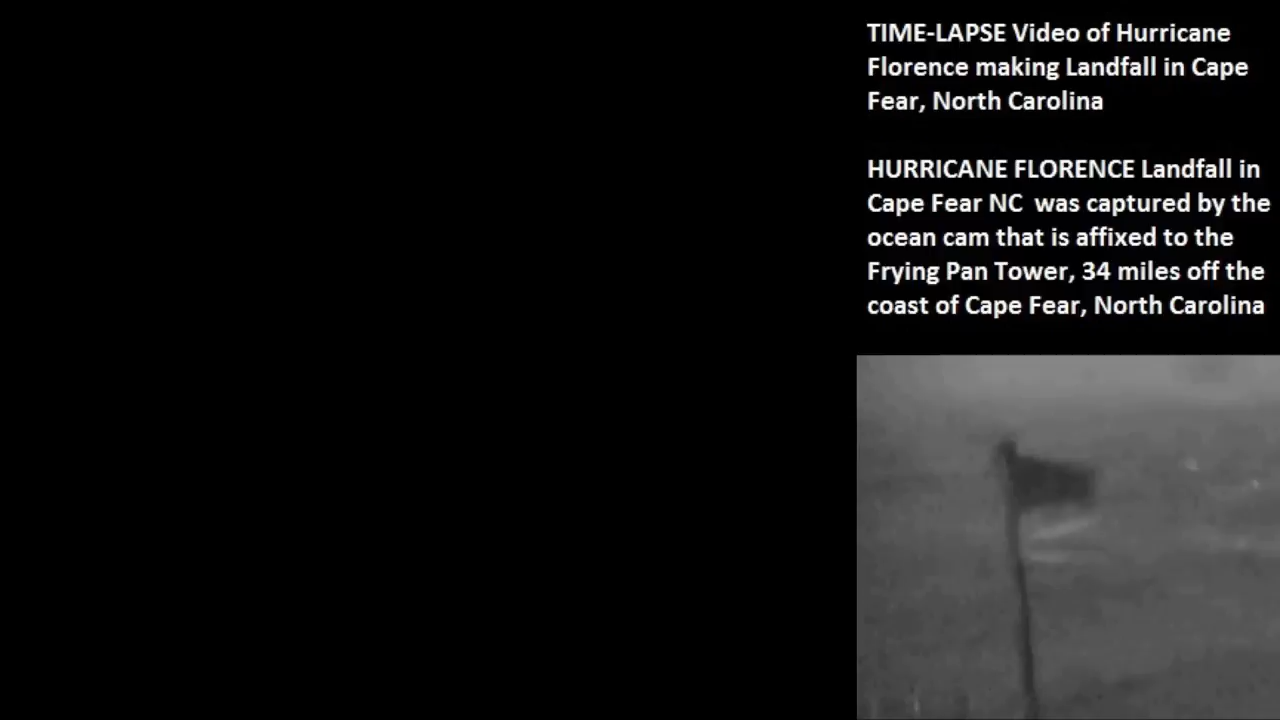 TIME-LAPSE Video of Hurricane
Florence making Landfall in Cape
Fear, North Carolina
HURRICANE FLORENCE Landfall in
Cape Fear NC  was captured by the
ocean cam that is affixed to the
Frying Pan Tower, 34 miles off the
coast of Cape Fear, North Carolina